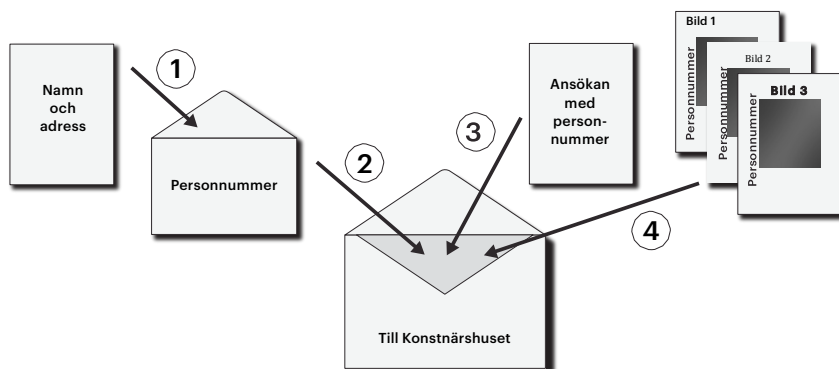 Namn
och
adress
1
Personnummer
2
Till Konstnärshuset
3
Ansökan
med
person-
nummer
4
Bild 1
Personnummer
Bild 2
Personnummer
Bild 3
Personnummer